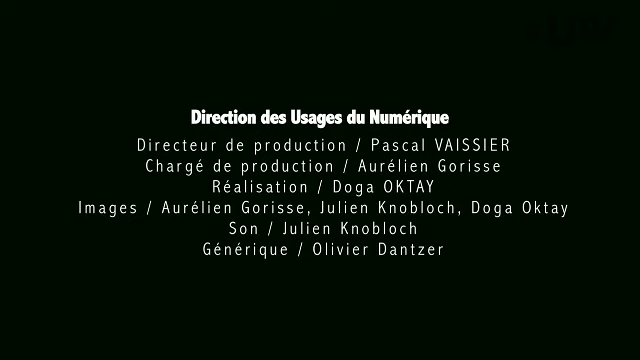 Direction des Usages du Numérique
Directeur de production / Pascal VAISSIER
Chargé de production / Aurélien Gorisse
Réalisation / Doga OKTAY
Images / Aurélien Gorisse, Julien Knobloch, Doga Oktay
Son / Julien Knobloch
Générique / Olivier Dantzer